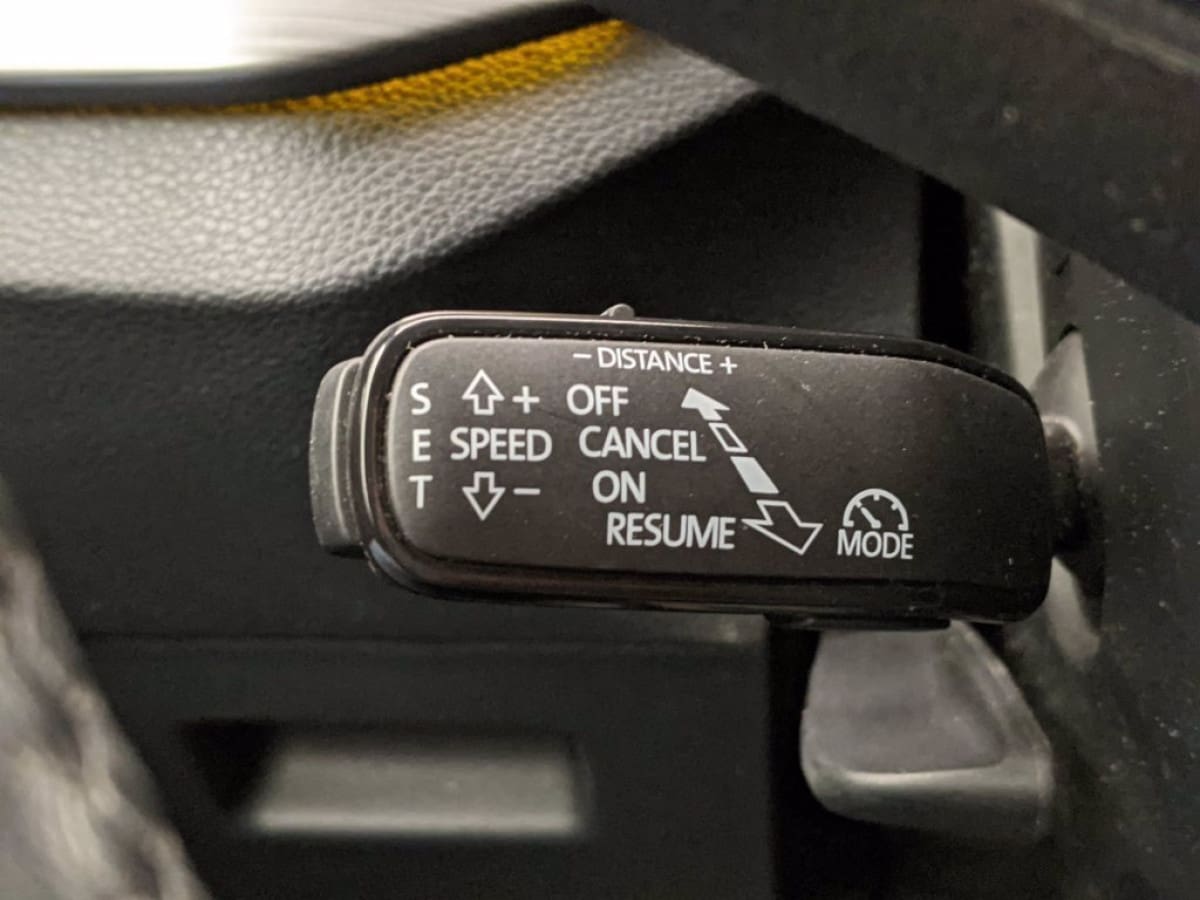 - DISTANCE +
S + OFF
E SPEED CANCEL
T - ON
RESUME
MODE